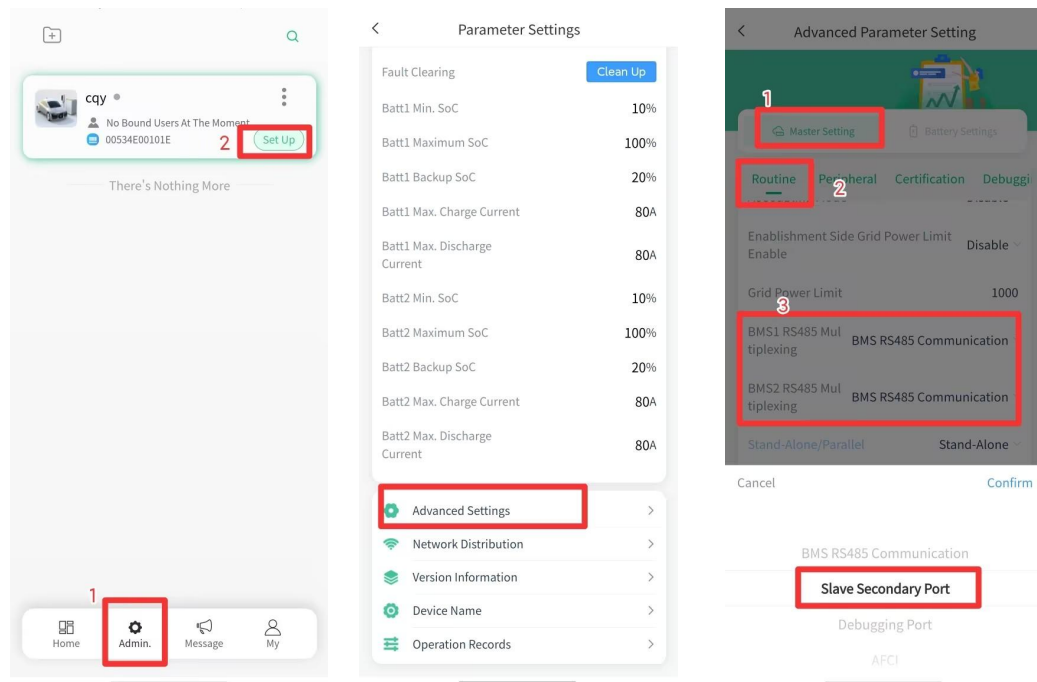 cqy
No Bound Users At The Moment
00534E00101E
2
Set Up
There's Nothing More
1
Home
Admin.
Message
My
Parameter Settings
Fault Clearing
Clean Up
Batt1 Min. SoC
10%
Batt1 Maximum SoC
100%
Batt1 Backup SoC
20%
Batt1 Max. Charge Current
80A
Batt1 Max. Discharge
Current
80A
Batt2 Min. SoC
10%
Batt2 Maximum SoC
100%
Batt2 Backup SoC
20%
Batt2 Max. Charge Current
80A
Batt2 Max. Discharge
Current
80A
Advanced Settings
Network Distribution
Version Information
Device Name
Operation Records
Advanced Parameter Setting
1
Master Setting
Battery Settings
Routine
Peripheral
Certification
Debuggi
2
Enablishment Side Grid Power Limit
Enable
Disable
Grid Power Limit
1000
3
BMS1 RS485 Mul
tiplexing
BMS RS485 Communication
BMS2 RS485 Mul
tiplexing
BMS RS485 Communication
Stand-Alone/Parallel
Stand-Alone
Cancel
Confirm
BMS RS485 Communication
Slave Secondary Port
Debugging Port
AFCI